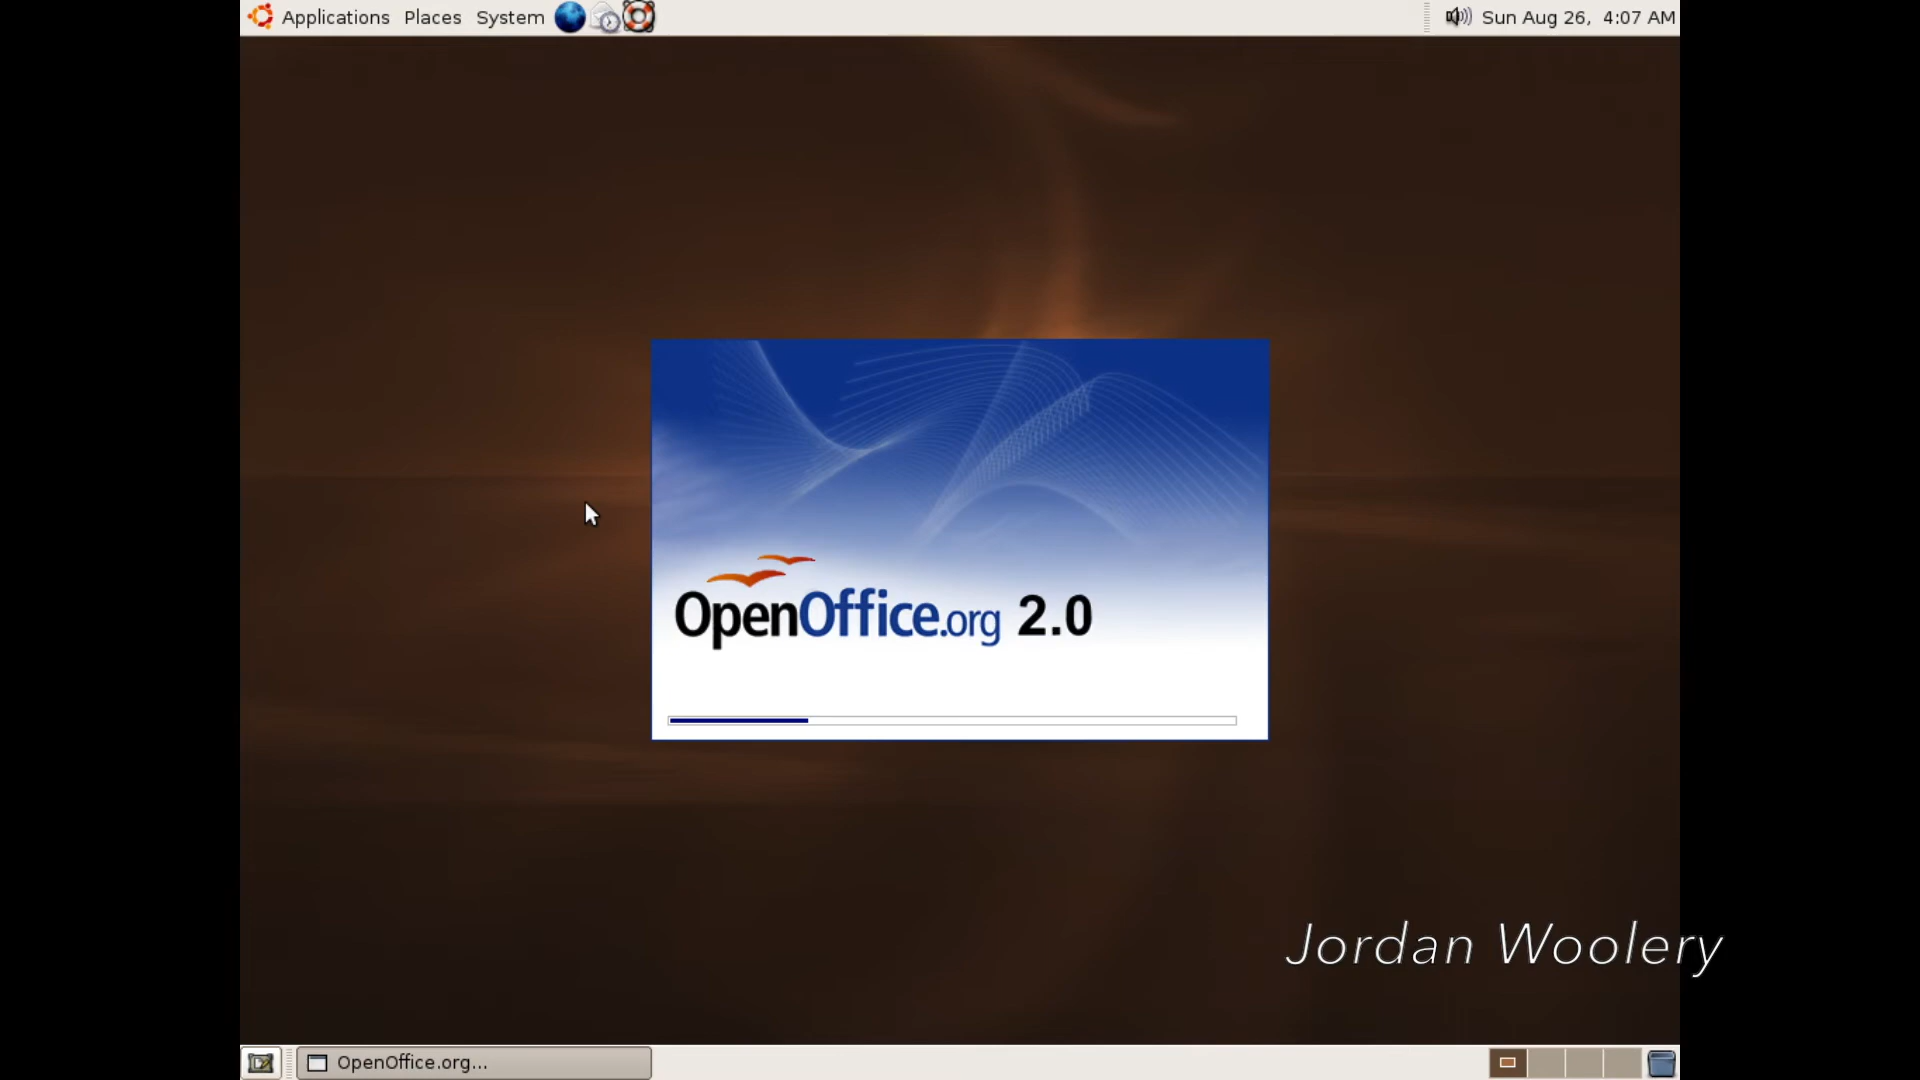 Applications Places System Sun Aug 26, 4:07 AM
OpenOffice.org 2.0
Jordan Woolery
OpenOffice.org...